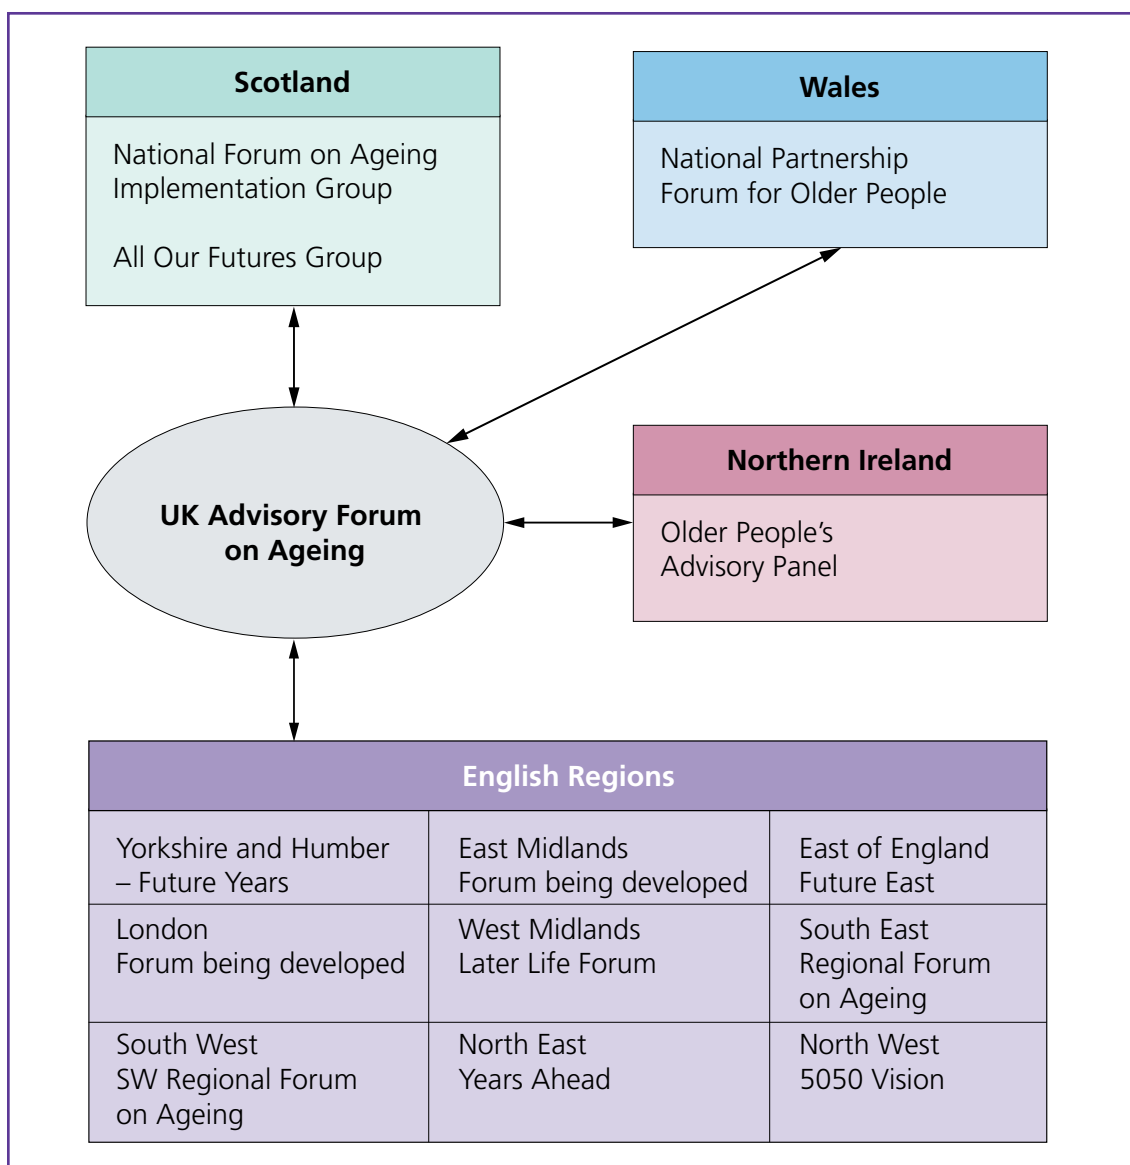 Scotland
National Forum on Ageing
Implementation Group
All Our Futures Group
Wales
National Partnership
Forum for Older People
UK Advisory Forum
on Ageing
Northern Ireland
Older People’s
Advisory Panel
English Regions
Yorkshire and Humber
– Future Years
East Midlands
Forum being developed
East of England
Future East
London
Forum being developed
West Midlands
Later Life Forum
South East
Regional Forum
on Ageing
South West
SW Regional Forum
on Ageing
North East
Years Ahead
North West
5050 Vision